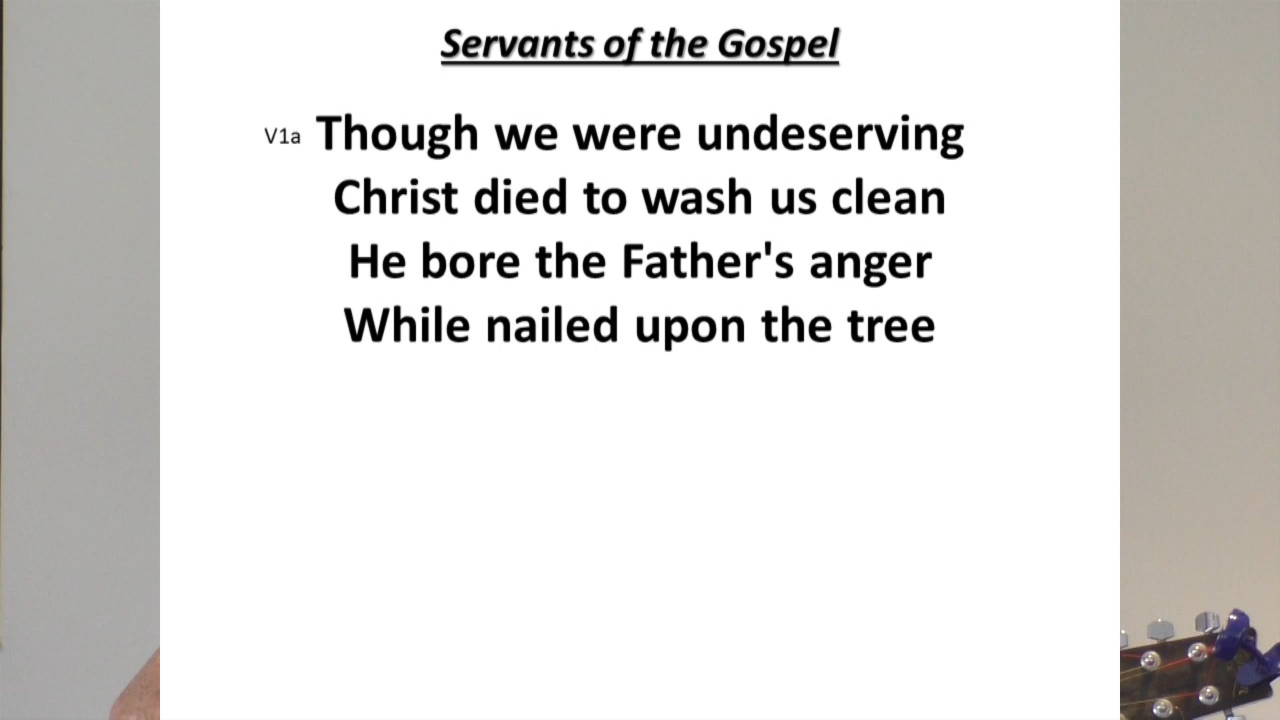 Servants of the Gospel
V1a Though we were undeserving
Christ died to wash us clean
He bore the Father's anger
While nailed upon the tree